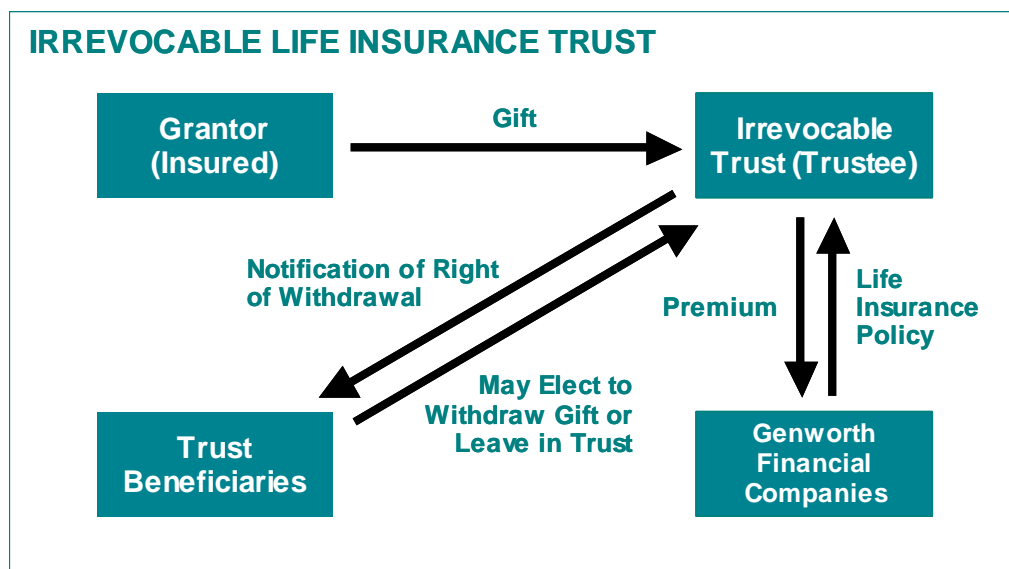 IRREVOCABLE LIFE INSURANCE TRUST
Grantor
(Insured)
Gift
Irrevocable
Trust (Trustee)
Notification of Right
of Withdrawal
Premium
Life
Insurance
Policy
May Elect to
Withdraw Gift or
Leave in Trust
Trust
Beneficiaries
Genworth
Financial
Companies